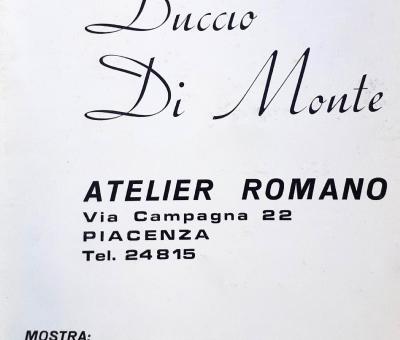 Duccio
Di Monte
ATELIER ROMANO
Via Campagna 22
PIACENZA
Tel. 24815
MOSTRA: